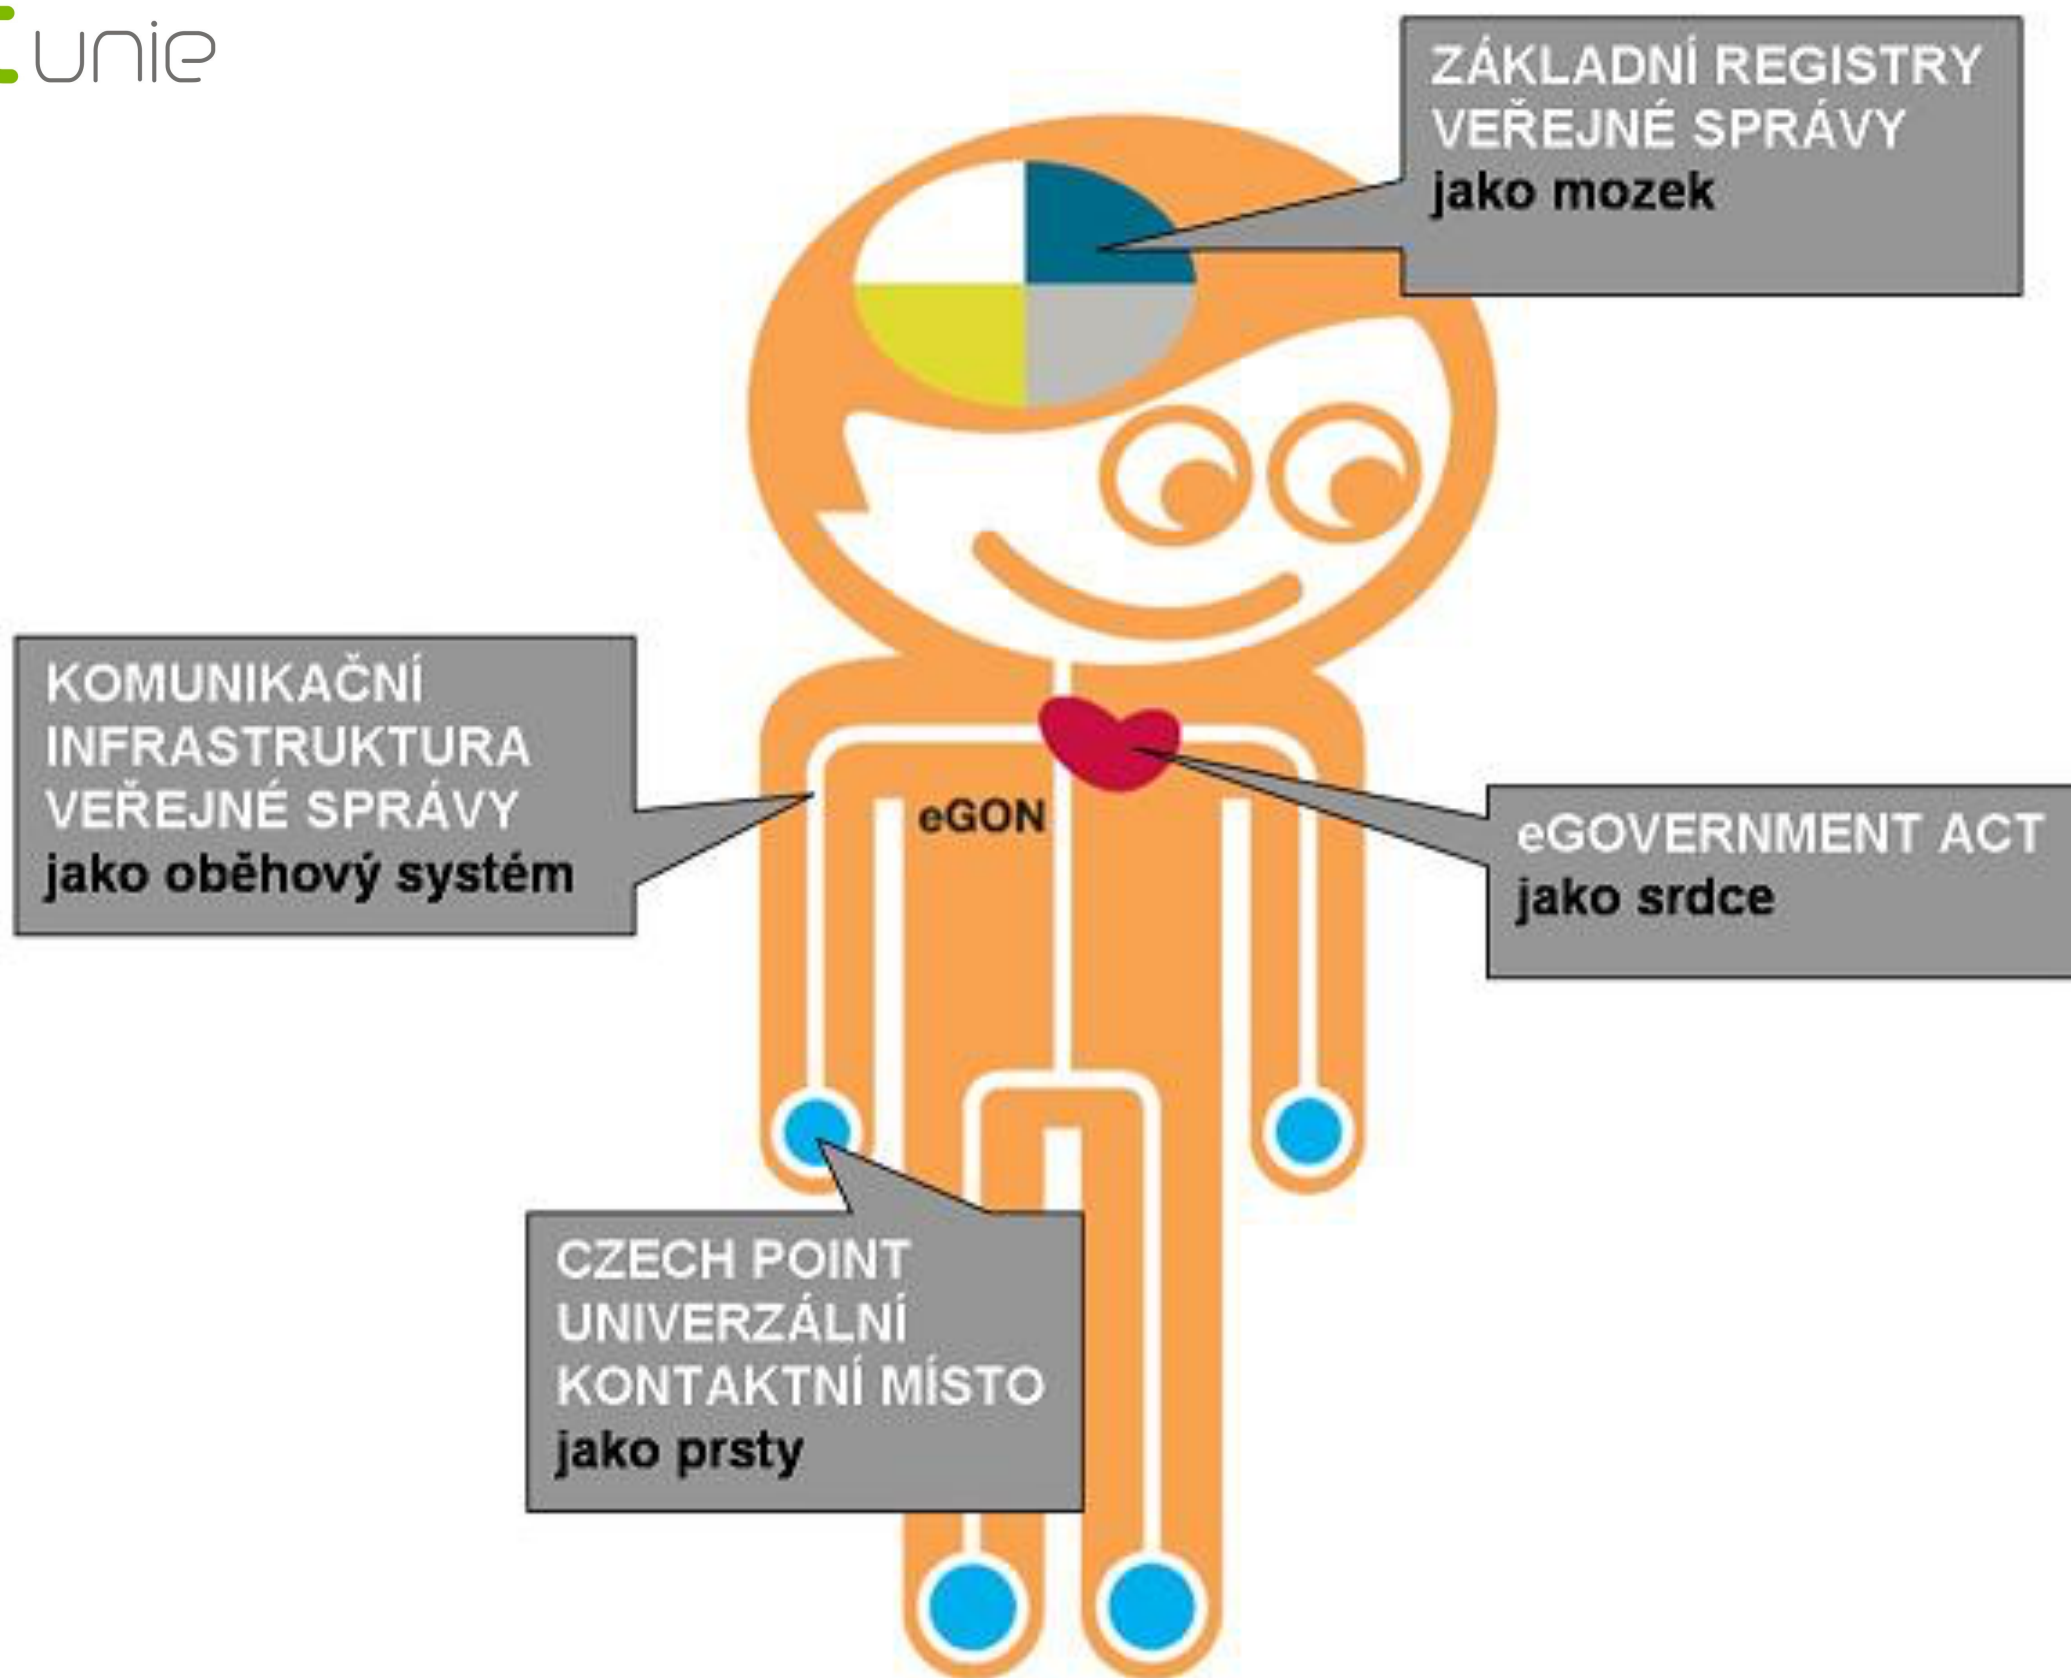 unie
ZÁKLADNÍ REGISTRY
VEŘEJNÉ SPRÁVY
jako mozek
KOMUNIKAČNÍ
INFRASTRUKTURA
VEŘEJNÉ SPRÁVY
jako oběhový systém
eGON
eGOVERNMENT ACT
jako srdce
CZECH POINT
UNIVERZÁLNÍ
KONTAKTNÍ MÍSTO
jako prsty